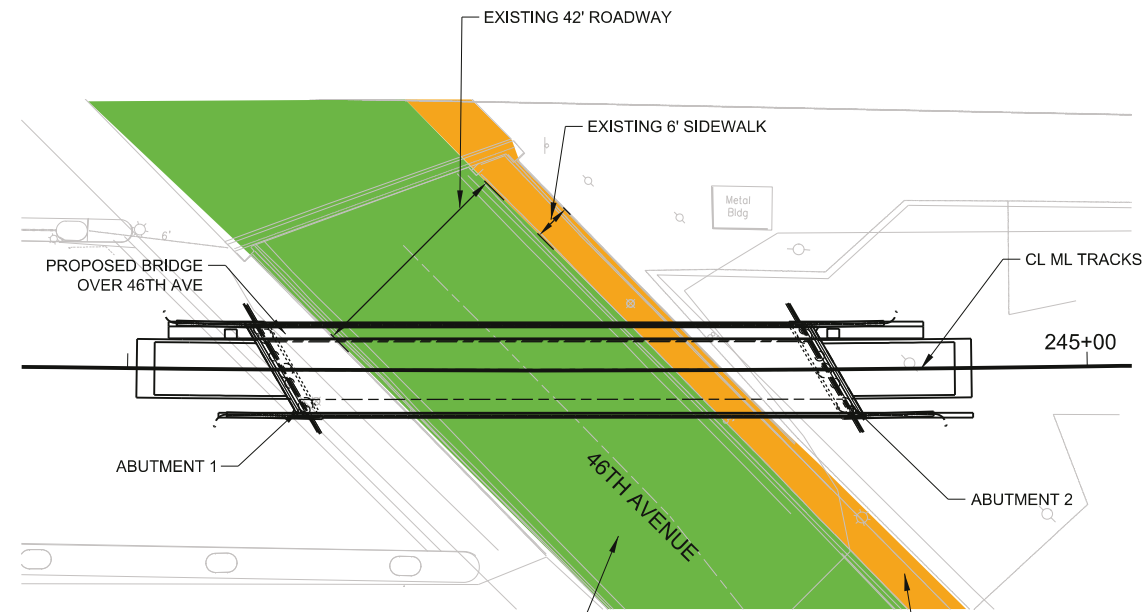 EXISTING 42' ROADWAY
EXISTING 6' SIDEWALK
Metal
Bldg
6'
PROPOSED BRIDGE
OVER 46TH AVE
CL ML TRACKS
245+00
ABUTMENT 1
46TH AVENUE
ABUTMENT 2